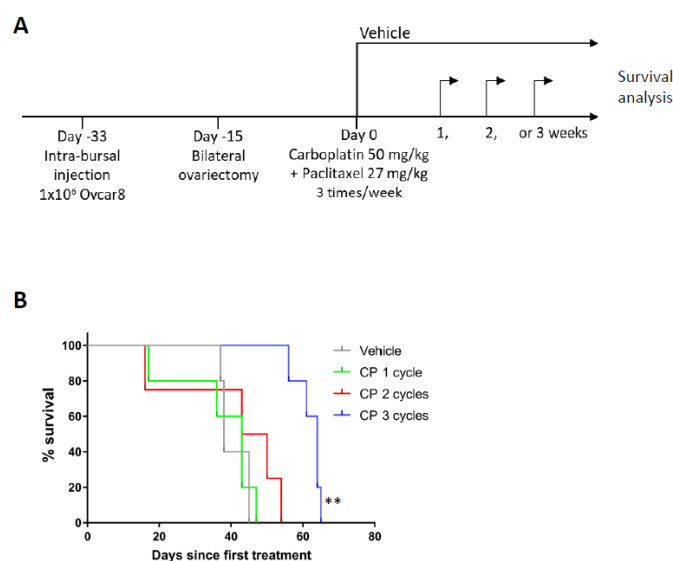 A
Vehicle
Survival
analysis
Day -33
Intra-bursal
injection
1x10⁶ Ovcar8
Day -15
Bilateral
ovariectomy
Day 0
Carboplatin 50 mg/kg
+ Paclitaxel 27 mg/kg
3 times/week
1, 2, or 3 weeks
B
% survival
100
80
60
40
20
0
0 20 40 60 80
Days since first treatment
Vehicle
CP 1 cycle
CP 2 cycles
CP 3 cycles
**